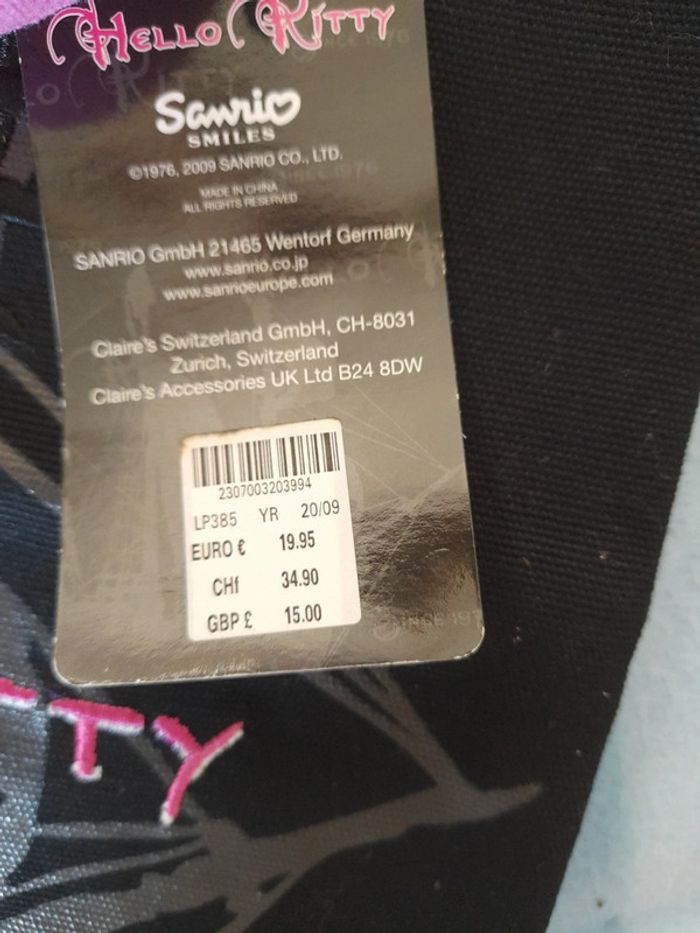 HELLO KITTY
Sanrio
SMILES
©1976, 2009 SANRIO CO., LTD.
MADE IN CHINA
ALL RIGHTS RESERVED
SANRIO GmbH 21465 Wentorf Germany
www.sanrio.co.jp
www.sanrioeurope.com
Claire's Switzerland GmbH, CH-8031
Zurich, Switzerland
Claire's Accessories UK Ltd B24 8DW
2307003203994
LP385 YR 20/09
EURO € 19.95
CHf 34.90
GBP £ 15.00
TTY